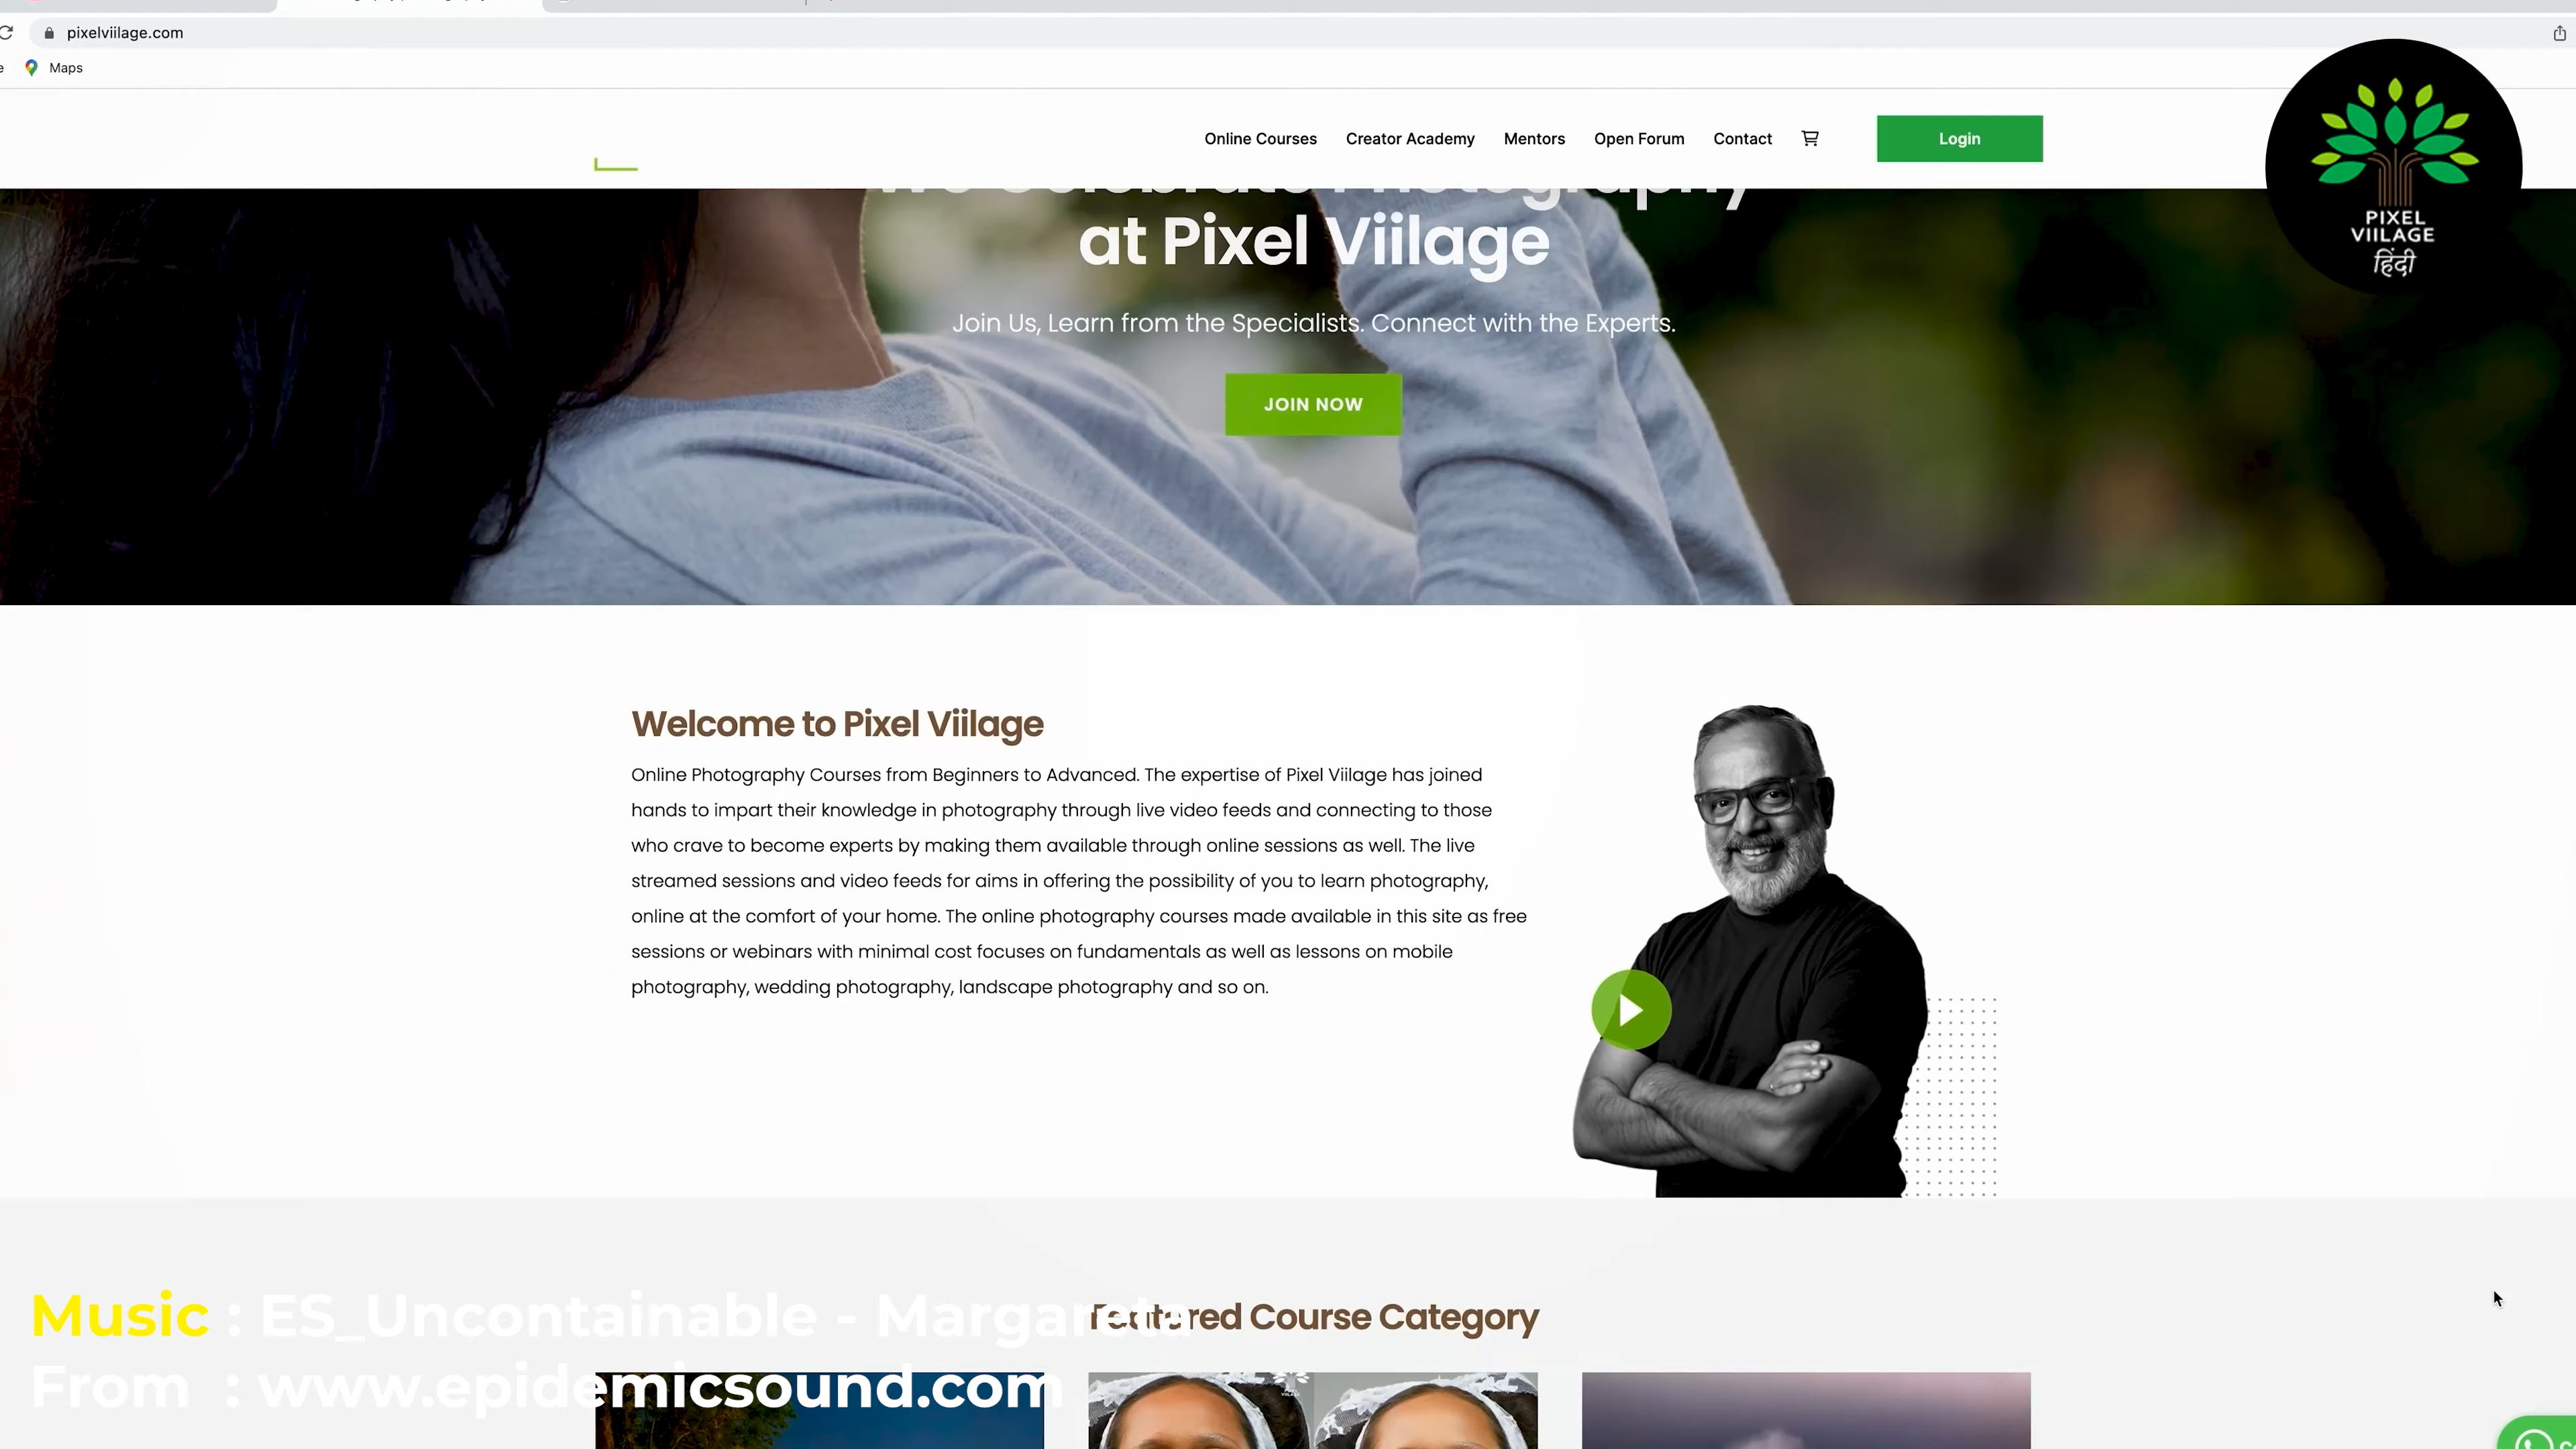 pixelviilage.com
Maps
Online Courses
Creator Academy
Mentors
Open Forum
Contact
Login
PIXEL
VIILAGE
हिंदी
We Celebrate Photography
at Pixel Viilage
Join Us, Learn from the Specialists. Connect with the Experts.
JOIN NOW
Welcome to Pixel Viilage
Online Photography Courses from Beginners to Advanced. The expertise of Pixel Viilage has joined
hands to impart their knowledge in photography through live video feeds and connecting to those
who crave to become experts by making them available through online sessions as well. The live
streamed sessions and video feeds for aims in offering the possibility of you to learn photography,
online at the comfort of your home. The online photography courses made available in this site as free
sessions or webinars with minimal cost focuses on fundamentals as well as lessons on mobile
photography, wedding photography, landscape photography and so on.
Featured Course Category
Music : ES_Uncontainable - Margareta
From : www.epidemicsound.com